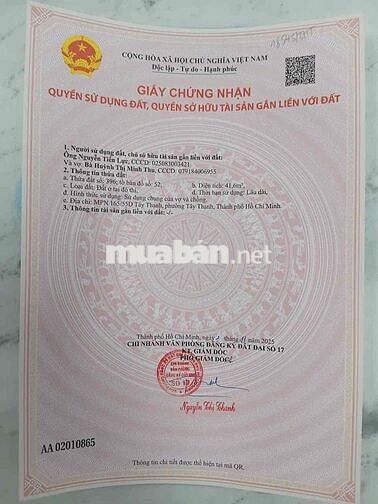 CỘNG HÒA XÃ HỘI CHỦ NGHĨA VIỆT NAM
Độc lập - Tự do - Hạnh phúc
GIẤY CHỨNG NHẬN
QUYỀN SỬ DỤNG ĐẤT, QUYỀN SỞ HỮU TÀI SẢN GẮN LIỀN VỚI ĐẤT
1. Người sử dụng đất, chủ sở hữu tài sản gắn liền với đất:
Ông Nguyễn Tiến Lực, CCCD: 025083003421
Và vợ: Bà Huỳnh Thị Minh Thu, CCCD: 079184006955
2. Thông tin thửa đất:
a. Thửa đất số: 396; tờ bản đồ số: 52, b. Diện tích: 41,6m².
c. Loại đất: Đất ở tại đô thị. d. Thời hạn sử dụng: Lâu dài,
đ. Hình thức sử dụng: Sử dụng chung của vợ và chồng.
e. Địa chỉ: MPN 165/55D Tây Thạnh, phường Tây Thạnh, Thành phố Hồ Chí Minh.
3. Thông tin tài sản gắn liền với đất: -/-
muaban.net
Thành phố Hồ Chí Minh, ngày tháng năm 2025
CHI NHÁNH VĂN PHÒNG ĐĂNG KÝ ĐẤT ĐAI SỐ 17
KT. GIÁM ĐỐC
PHÓ GIÁM ĐỐC
Nguyễn Thị Thanh
AA 02010865
Thông tin chi tiết được thể hiện tại mã QR.